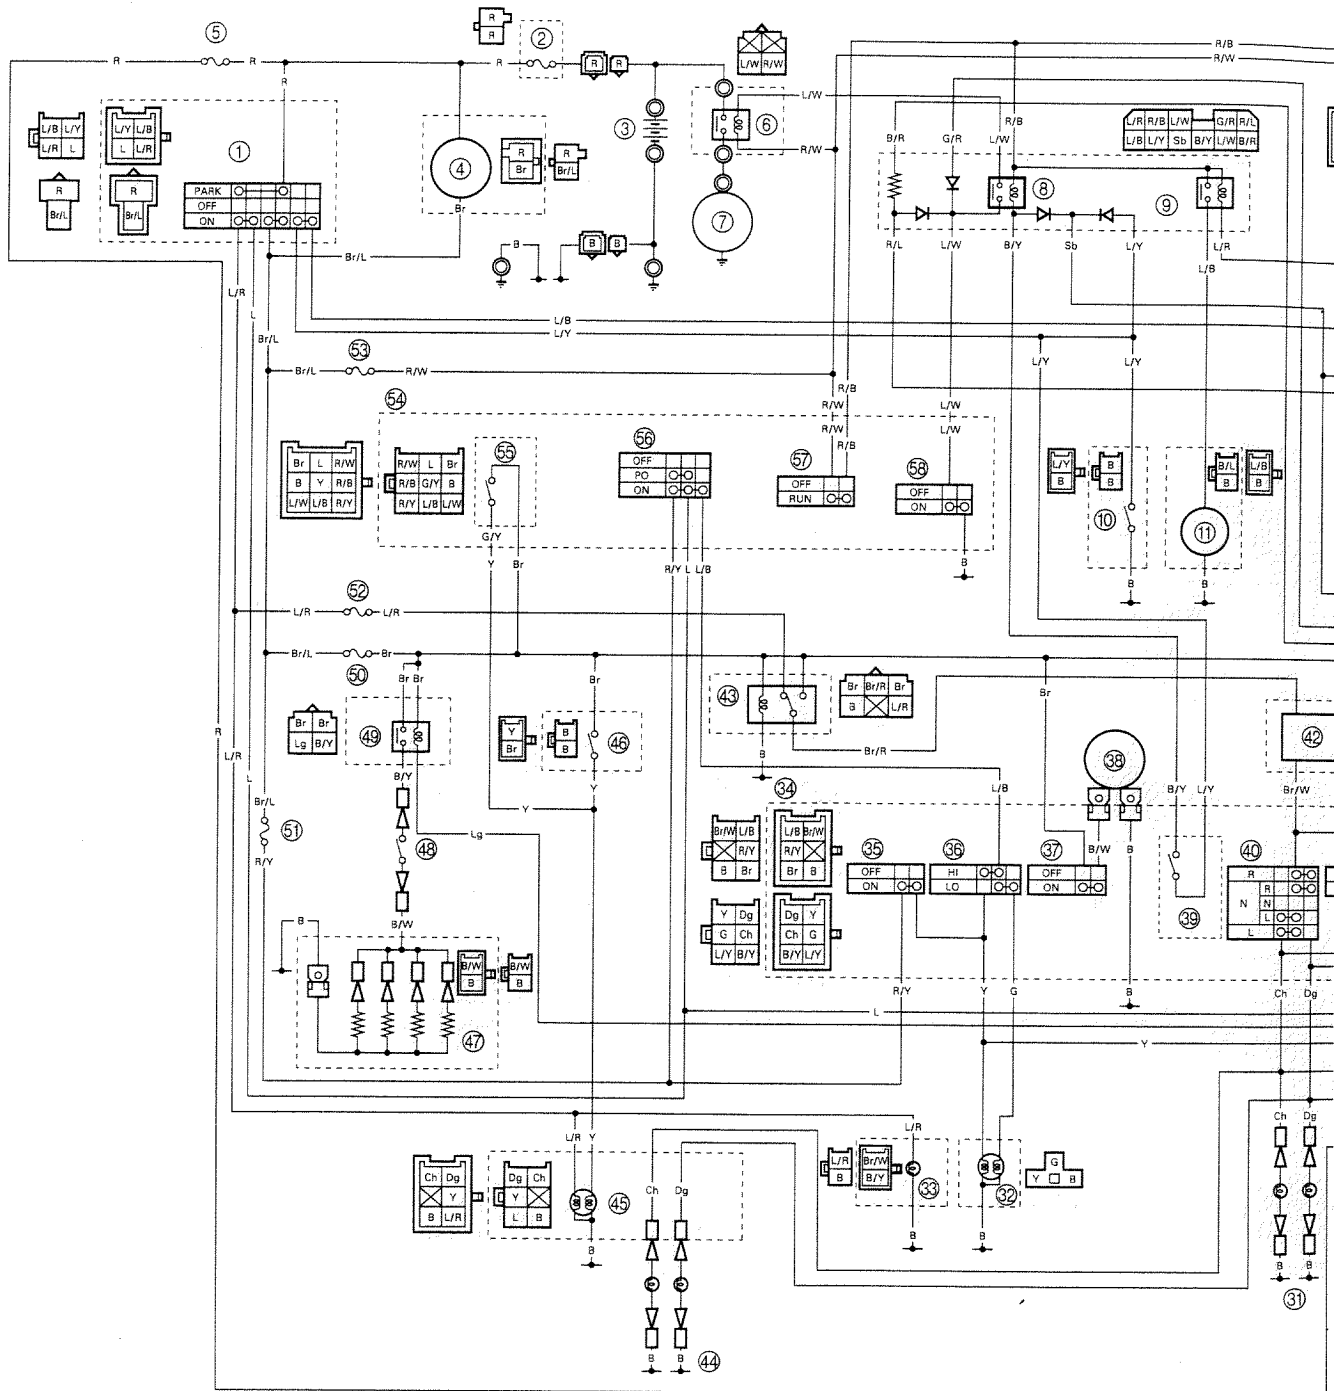 R
R
5
2
R R R R R
L/W R/W
R/B
R/W
R
L/B L/Y
L/R L
L/Y L/B
L L/R
1
3
6
L/W
R/B
L/R R/B L/W G/R R/L
L/B L/Y Sb B/Y L/W B/R
B/R G/R L/W
R
Br/L
R
Br/L
PARK
OFF
ON
4
R
Br
R
Br/L
Br
7
8
9
B B B B
R/L L/W B/Y Sb L/Y L/R
L/B
Br/L
L/R
L
Br/L
L/B
L/Y
53
Br/L R/W
L/Y L/Y
R/B
R/W
L/W
54
R/W
R/B
L/W
Br L R/W
B Y R/B
L/W L/B R/Y
R/W L Br
R/B G/Y B
R/Y L/B L/W
55
56
OFF
PO
ON
57
OFF
RUN
58
OFF
ON
L/Y
B
B
B
10
B/L
B
L/B
B
11
G/Y
Y Br
R/Y L L/B
B
B B
52
L/R L/R
Br/L Br
50
Br Br
Br
Br
Br Br
Lg B/Y
49
Y
Br
B
B
46
43
Br Br/R Br
B L/R
Br/R
B
38
42
R
L/R
L
Br/L
51
R/Y
B/Y
Lg
48
Y
Y
34
L/B
B/W
B
B/Y L/Y
Br/W
Br/W L/B
R/Y
B Br
L/B Br/W
R/Y
Br B
35
OFF
ON
36
HI
LO
37
OFF
ON
39
40
R
R
N N
L
L
B
B/W
Y Dg
G Ch
L/Y B/Y
Dg Y
Ch G
B/Y L/Y
B/W
B
B/W
B
47
R/Y Y G B
Ch Dg
L
Y
L/R Y
L/R
Ch Dg
Ch Dg
Y
B L/R
Dg Ch
Y
L B
45
Ch Dg
L/R
B
Br/W
B/Y
33
32
G
Y B
B
B B
B B
31
B B
44